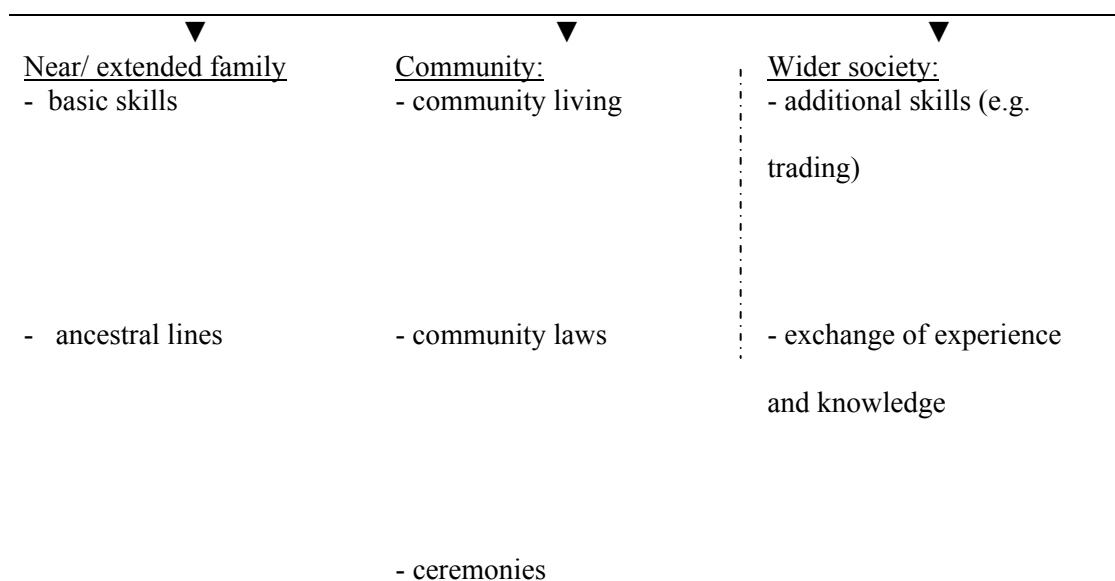 Near/ extended family
- basic skills
- ancestral lines
Community:
- community living
- community laws
- ceremonies
Wider society:
- additional skills (e.g.
trading)
- exchange of experience
and knowledge